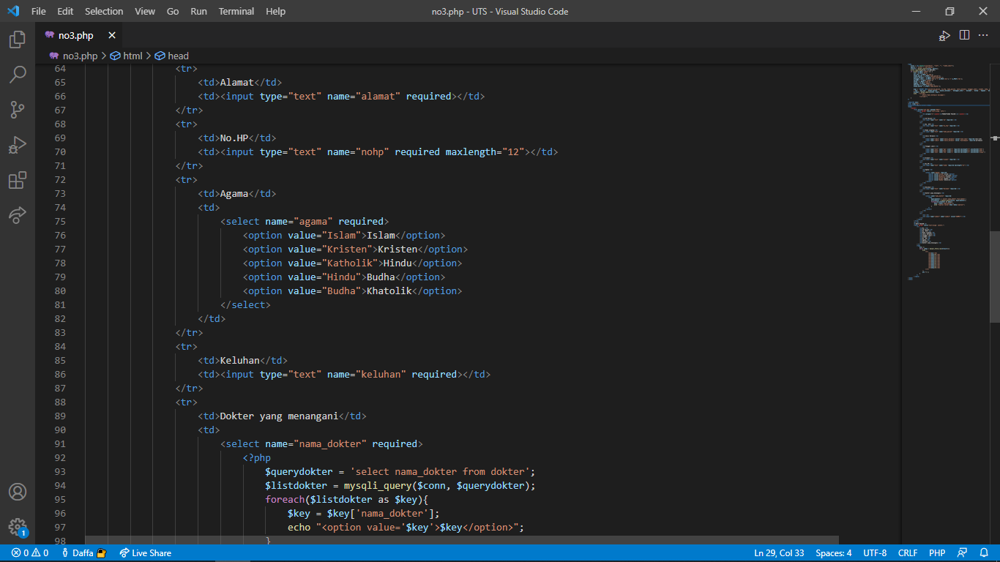 File Edit Selection View Go Run Terminal Help no3.php - UTS - Visual Studio Code
no3.php
no3.php > html > head
64 <tr>
65 <td>Alamat</td>
66 <td><input type="text" name="alamat" required></td>
67 </tr>
68 <tr>
69 <td>No.HP</td>
70 <td><input type="text" name="nohp" required maxlength="12"></td>
71 </tr>
72 <tr>
73 <td>Agama</td>
74 <td>
75 <select name="agama" required>
76 <option value="Islam">Islam</option>
77 <option value="Kristen">Kristen</option>
78 <option value="Katholik">Hindu</option>
79 <option value="Hindu">Budha</option>
80 <option value="Budha">Khatolik</option>
81 </select>
82 </td>
83 </tr>
84 <tr>
85 <td>Keluhan</td>
86 <td><input type="text" name="keluhan" required></td>
87 </tr>
88 <tr>
89 <td>Dokter yang menangani</td>
90 <td>
91 <select name="nama_dokter" required>
92 <?php
93 $querydokter = 'select nama_dokter from dokter';
94 $listdokter = mysqli_query($conn, $querydokter);
95 foreach($listdokter as $key){
96 $key = $key['nama_dokter'];
97 echo "<option value='$key'>$key</option>";
98 }
1
0 0 Daffa Live Share Ln 29, Col 33 Spaces: 4 UTF-8 CRLF PHP